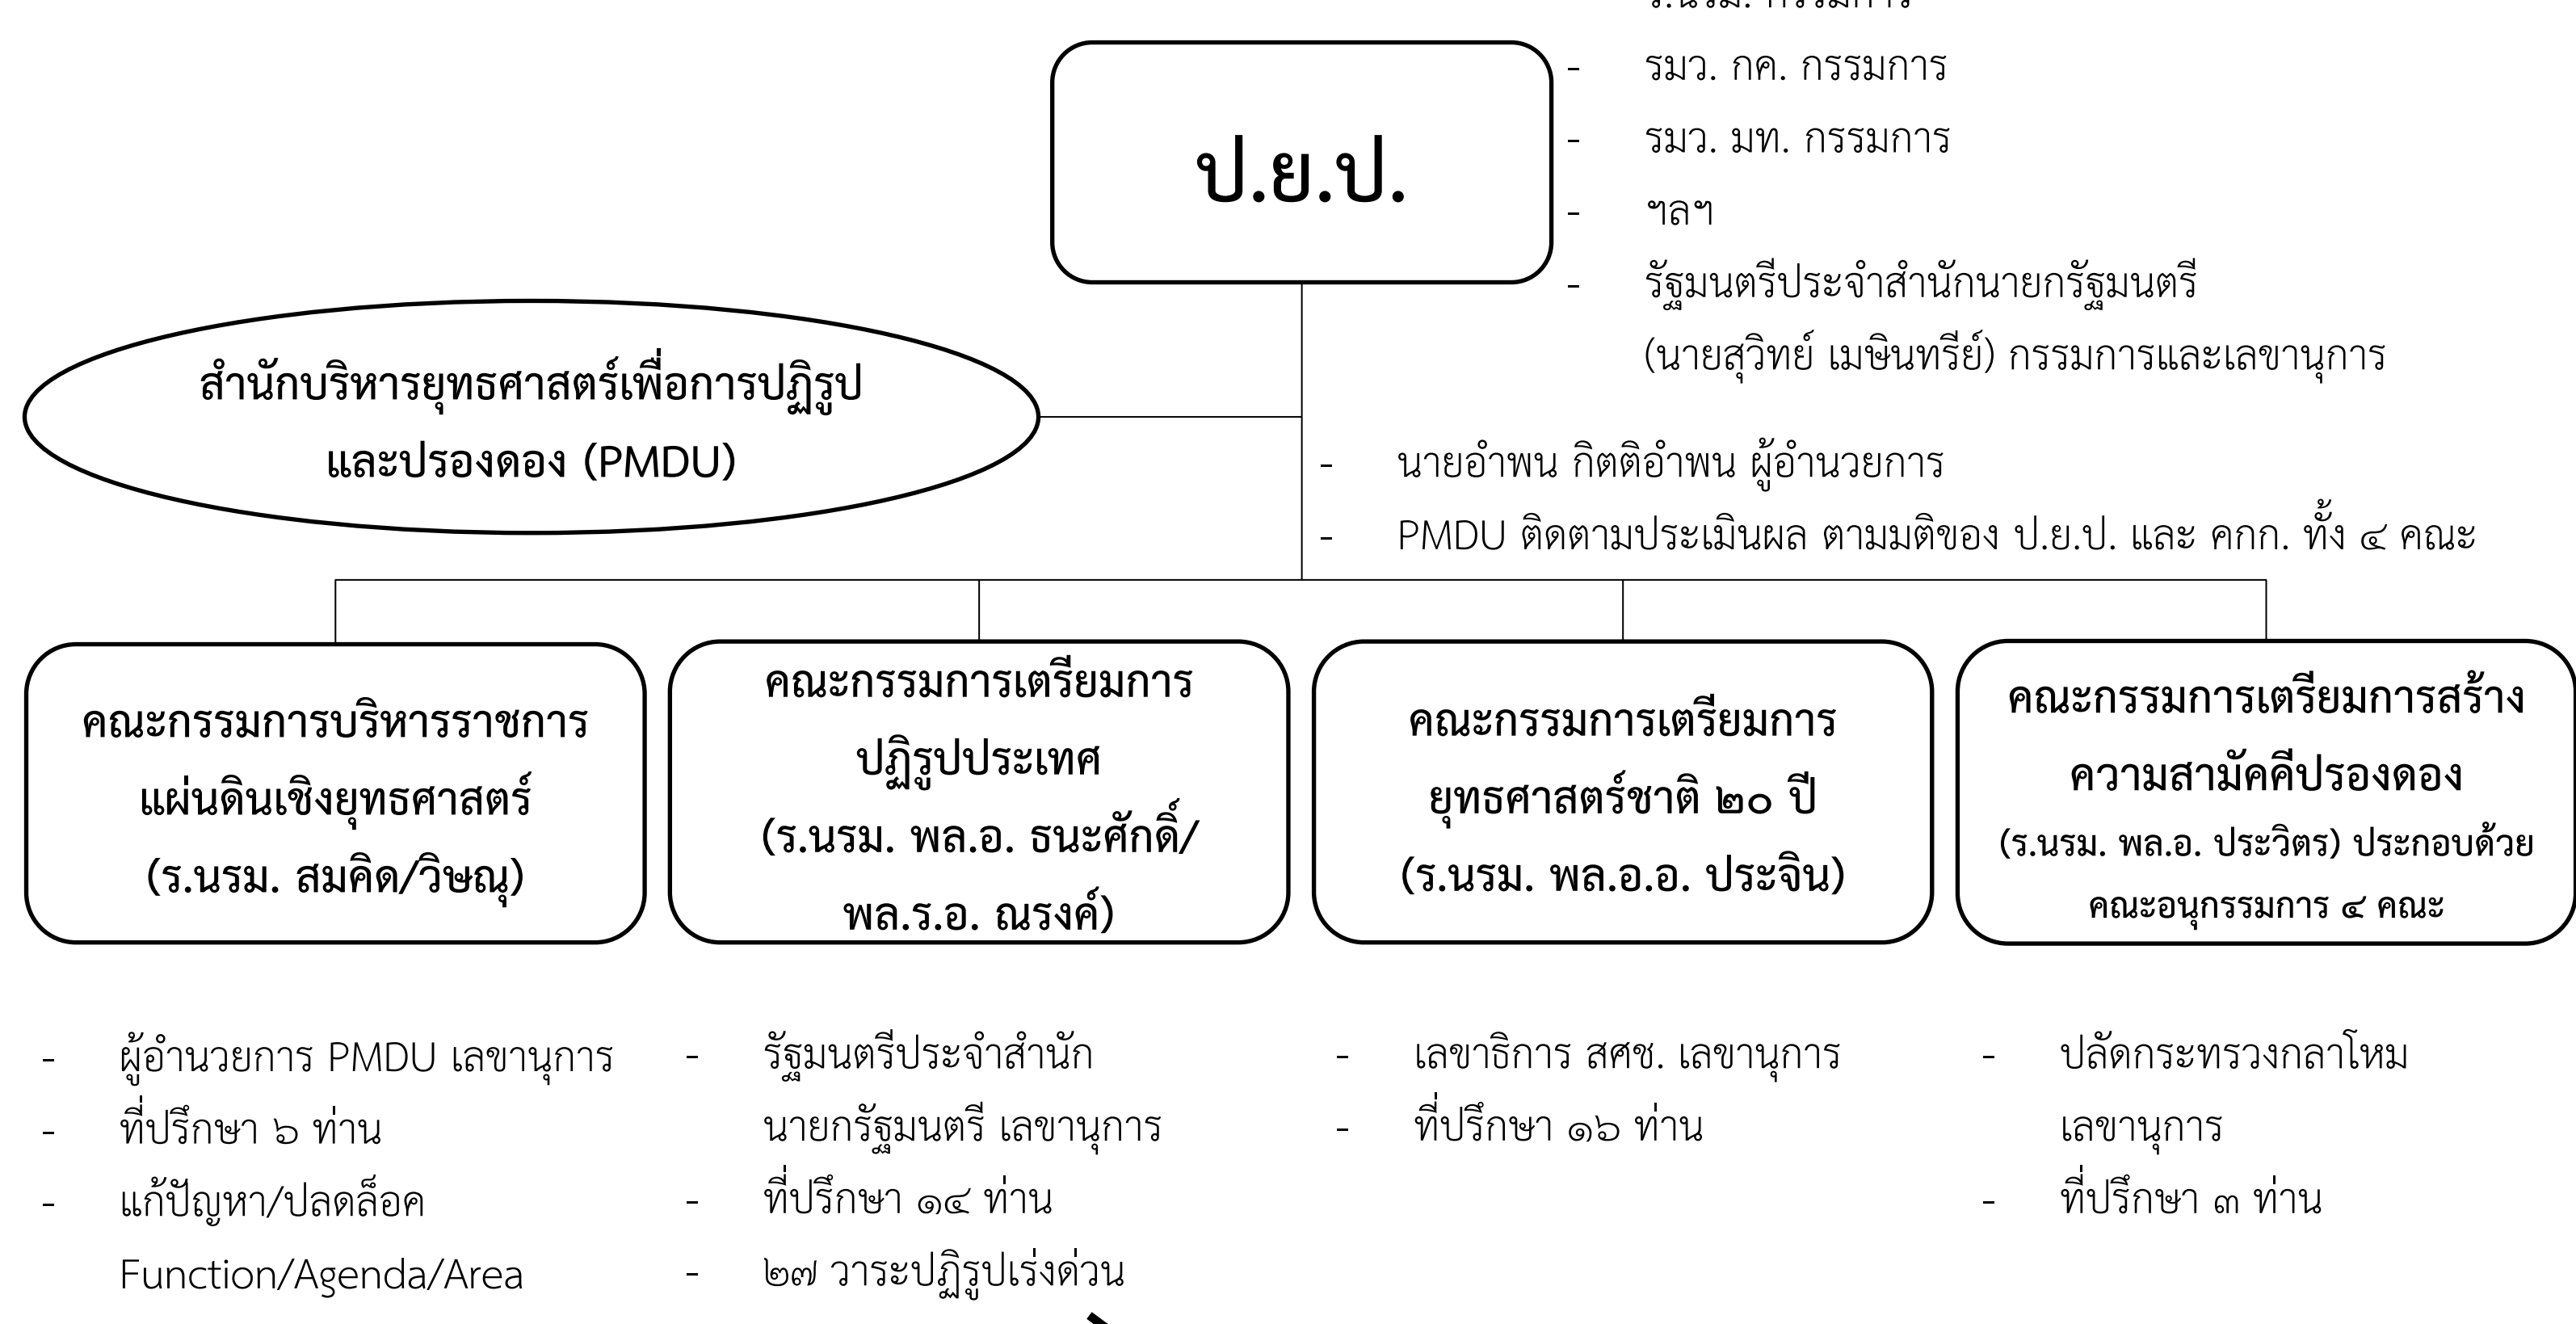 ร.นรม. กรรมการ
- รมว. กค. กรรมการ
- รมว. มท. กรรมการ
- ฯลฯ
- รัฐมนตรีประจำสำนักนายกรัฐมนตรี
(นายสุวิทย์ เมษินทรีย์) กรรมการและเลขานุการ
ป.ย.ป.
สำนักบริหารยุทธศาสตร์เพื่อการปฏิรูป
และปรองดอง (PMDU)
- นายอำพน กิตติอำพน ผู้อำนวยการ
- PMDU ติดตามประเมินผล ตามมติของ ป.ย.ป. และ คกก. ทั้ง ๔ คณะ
คณะกรรมการบริหารราชการ
แผ่นดินเชิงยุทธศาสตร์
(ร.นรม. สมคิด/วิษณุ)
คณะกรรมการเตรียมการ
ปฏิรูปประเทศ
(ร.นรม. พล.อ. ธนะศักดิ์/
พล.ร.อ. ณรงค์)
คณะกรรมการเตรียมการ
ยุทธศาสตร์ชาติ ๒๐ ปี
(ร.นรม. พล.อ.อ. ประจิน)
คณะกรรมการเตรียมการสร้าง
ความสามัคคีปรองดอง
(ร.นรม. พล.อ. ประวิตร) ประกอบด้วย
คณะอนุกรรมการ ๔ คณะ
- ผู้อำนวยการ PMDU เลขานุการ
- ที่ปรึกษา ๖ ท่าน
- แก้ปัญหา/ปลดล็อค
Function/Agenda/Area
- รัฐมนตรีประจำสำนัก
นายกรัฐมนตรี เลขานุการ
- ที่ปรึกษา ๑๔ ท่าน
- ๒๗ วาระปฏิรูปเร่งด่วน
- เลขาธิการ สศช. เลขานุการ
- ที่ปรึกษา ๑๖ ท่าน
- ปลัดกระทรวงกลาโหม
เลขานุการ
- ที่ปรึกษา ๓ ท่าน